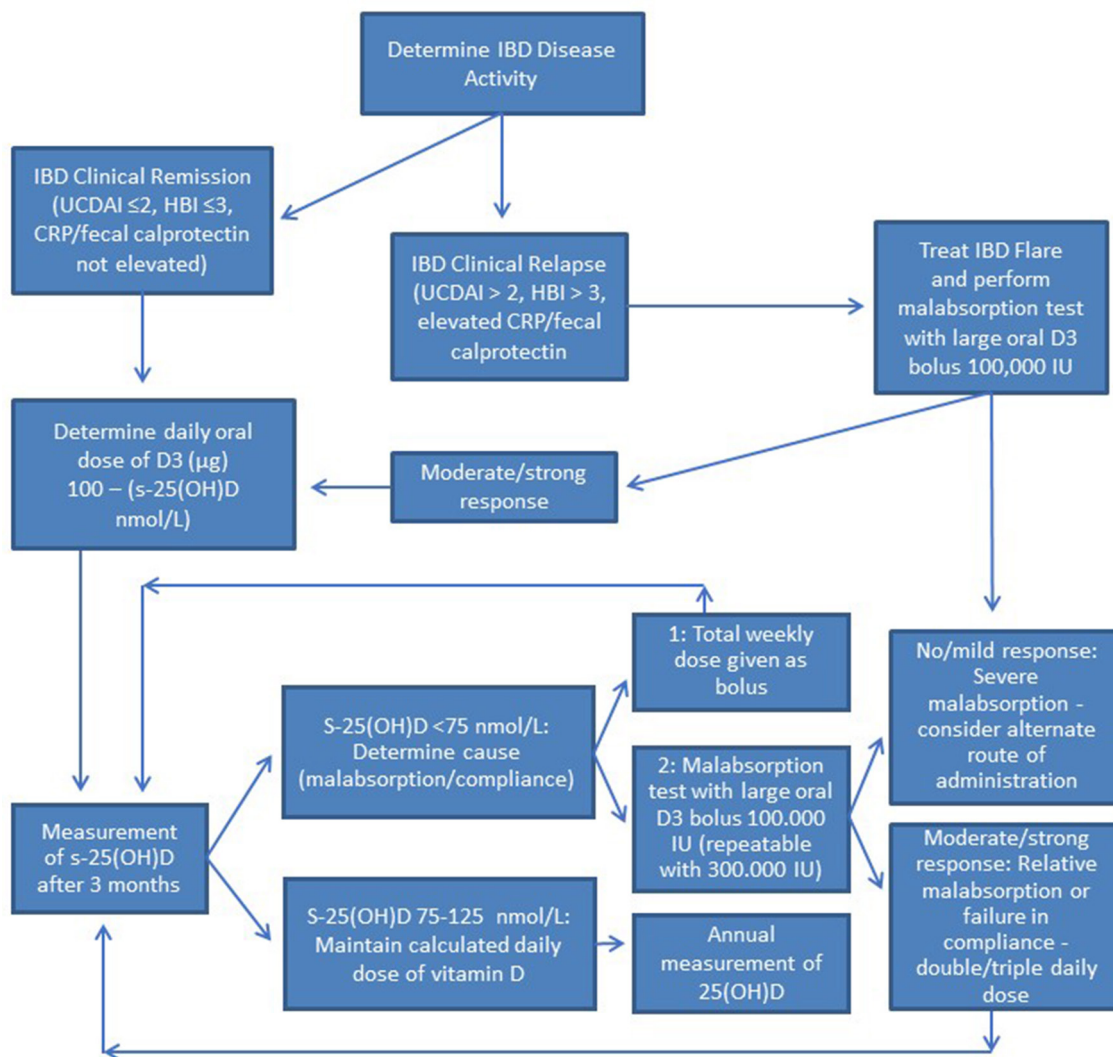 Determine IBD Disease
Activity
IBD Clinical Remission
(UCDAI ≤2, HBI ≤3,
CRP/fecal calprotectin
not elevated)
IBD Clinical Relapse
(UCDAI > 2, HBI > 3,
elevated CRP/fecal
calprotectin
Treat IBD Flare
and perform
malabsorption test
with large oral D3
bolus 100,000 IU
Determine daily oral
dose of D3 (μg)
100 – (s-25(OH)D
nmol/L)
Moderate/strong
response
1: Total weekly
dose given as
bolus
No/mild response:
Severe
malabsorption -
consider alternate
route of
administration
S-25(OH)D <75 nmol/L:
Determine cause
(malabsorption/compliance)
2: Malabsorption
test with large oral
D3 bolus 100.000
IU (repeatable
with 300.000 IU)
Measurement
of s-25(OH)D
after 3 months
Moderate/strong
response: Relative
malabsorption or
failure in
compliance -
double/triple daily
dose
S-25(OH)D 75-125 nmol/L:
Maintain calculated daily
dose of vitamin D
Annual
measurement of
25(OH)D